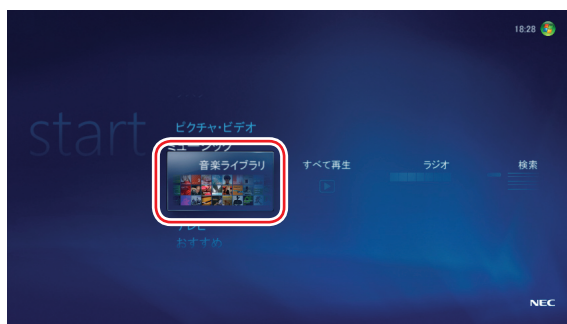 18:28
start
ピクチャ・ビデオ
ミュージック
音楽ライブラリ すべて再生 ラジオ 検索
テレビ
おすすめ
NEC